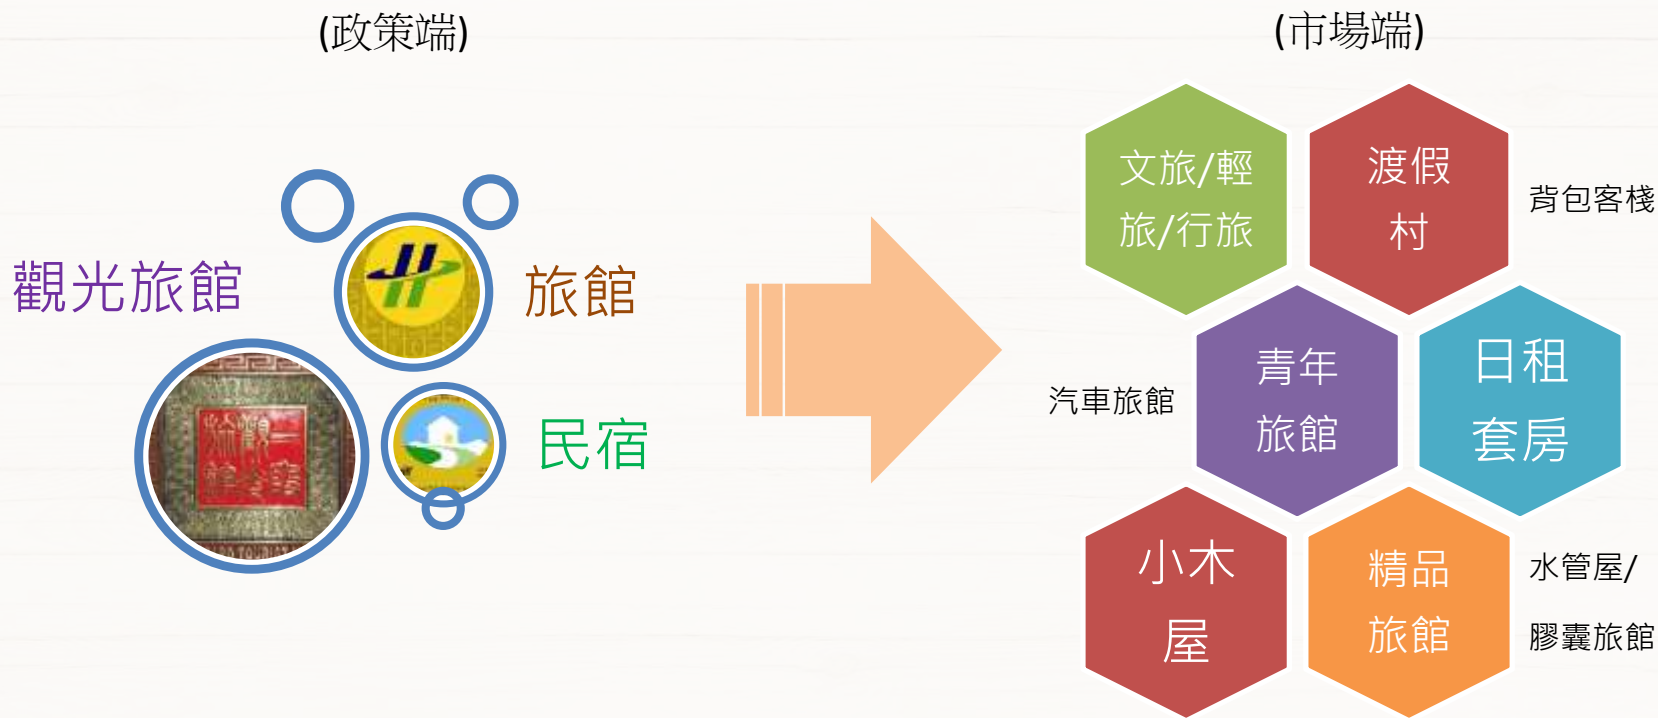 (政策端)
觀光旅館
旅館
民宿
(市場端)
文旅/輕
旅/行旅
渡假
村
背包客棧
汽車旅館
青年
旅館
日租
套房
小木
屋
精品
旅館
水管屋/
膠囊旅館